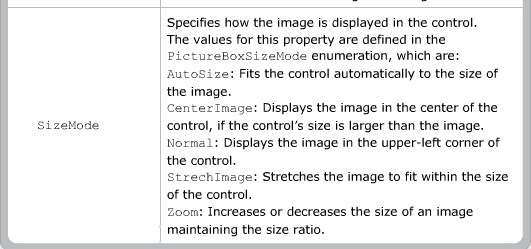 Specifies how the image is displayed in the control.
The values for this property are defined in the
PictureBoxSizeMode enumeration, which are:
AutoSize: Fits the control automatically to the size of
the image.
CenterImage: Displays the image in the center of the
control, if the control's size is larger than the image.
SizeMode
Normal: Displays the image in the upper-left corner of
the control.
StrechImage: Stretches the image to fit within the size
of the control.
Zoom: Increases or decreases the size of an image
maintaining the size ratio.